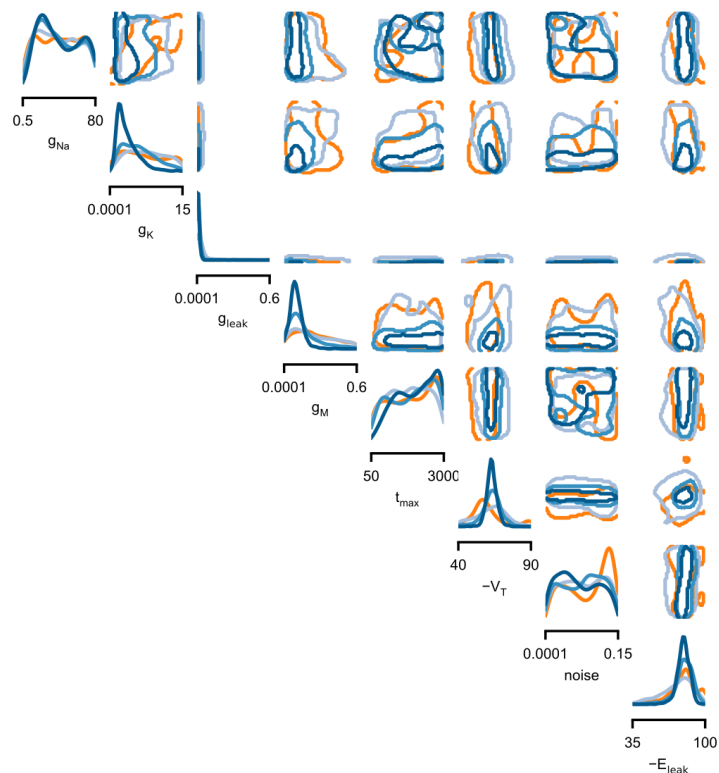 0.5 80
g_Na
0.0001 15
g_K
0.0001 0.6
g_leak
0.0001 0.6
g_M
50 3000
t_max
40 90
−V_T
0.0001 0.15
noise
35 100
−E_leak